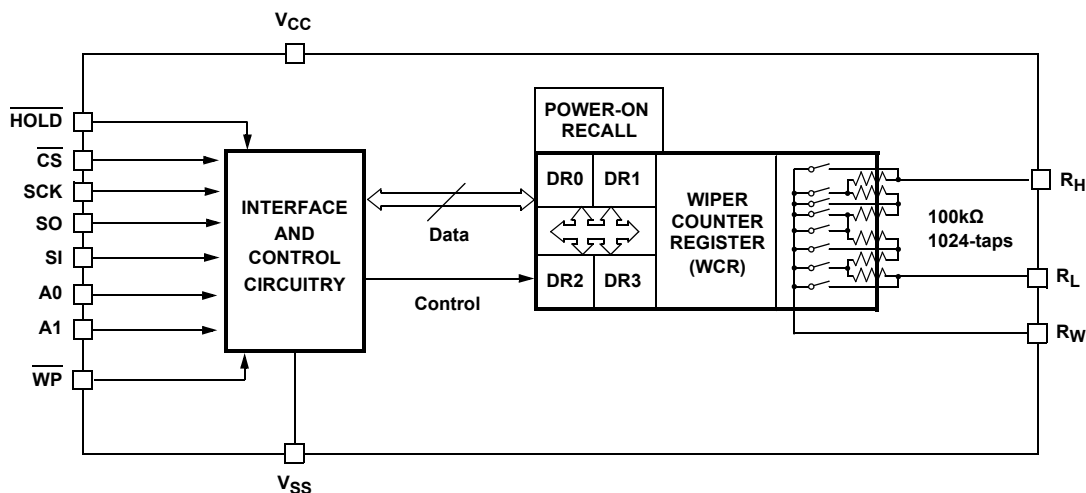 VCC
HOLD
CS
SCK
SO
SI
A0
A1
WP
INTERFACE
AND
CONTROL
CIRCUITRY
Data
Control
POWER-ON
RECALL
DR0 DR1
DR2 DR3
WIPER
COUNTER
REGISTER
(WCR)
100kΩ
1024-taps
RH
RL
RW
VSS